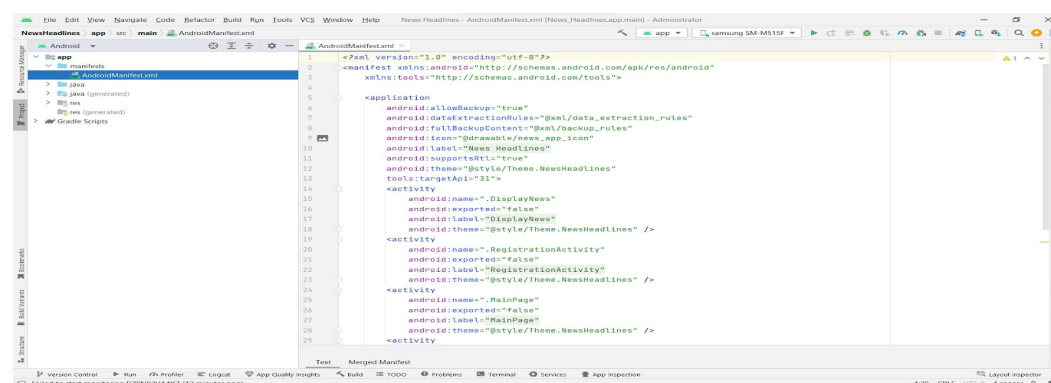 File Edit View Navigate Code Refactor Build Run Tools VCS Window Help News Headlines - AndroidManifest.xml [News_Headlines.app.main] - Administrator
NewsHeadlines app src main AndroidManifest.xml app samsung SM-M515F
Android
AndroidManifest.xml
Resource Manager
Project
Bookmarks
Build Variants
Structure
app
manifests
AndroidManifest.xml
java
java (generated)
res
res (generated)
Gradle Scripts
1 <?xml version="1.0" encoding="utf-8"?>
2 <manifest xmlns:android="http://schemas.android.com/apk/res/android"
3 xmlns:tools="http://schemas.android.com/tools">
4
5 <application
6 android:allowBackup="true"
7 android:dataExtractionRules="@xml/data_extraction_rules"
8 android:fullBackupContent="@xml/backup_rules"
9 android:icon="@drawable/news_app_icon"
10 android:label="News Headlines"
11 android:supportsRtl="true"
12 android:theme="@style/Theme.NewsHeadlines"
13 tools:targetApi="31">
14 <activity
15 android:name=".DisplayNews"
16 android:exported="false"
17 android:label="DisplayNews"
18 android:theme="@style/Theme.NewsHeadlines" />
19 <activity
20 android:name=".RegistrationActivity"
21 android:exported="false"
22 android:label="RegistrationActivity"
23 android:theme="@style/Theme.NewsHeadlines" />
24 <activity
25 android:name=".MainPage"
26 android:exported="false"
27 android:label="MainPage"
28 android:theme="@style/Theme.NewsHeadlines" />
29 <activity
1
Text Merged Manifest
Version Control Run Profiler Logcat App Quality Insights Build TODO Problems Terminal Services App Inspection Layout Inspector